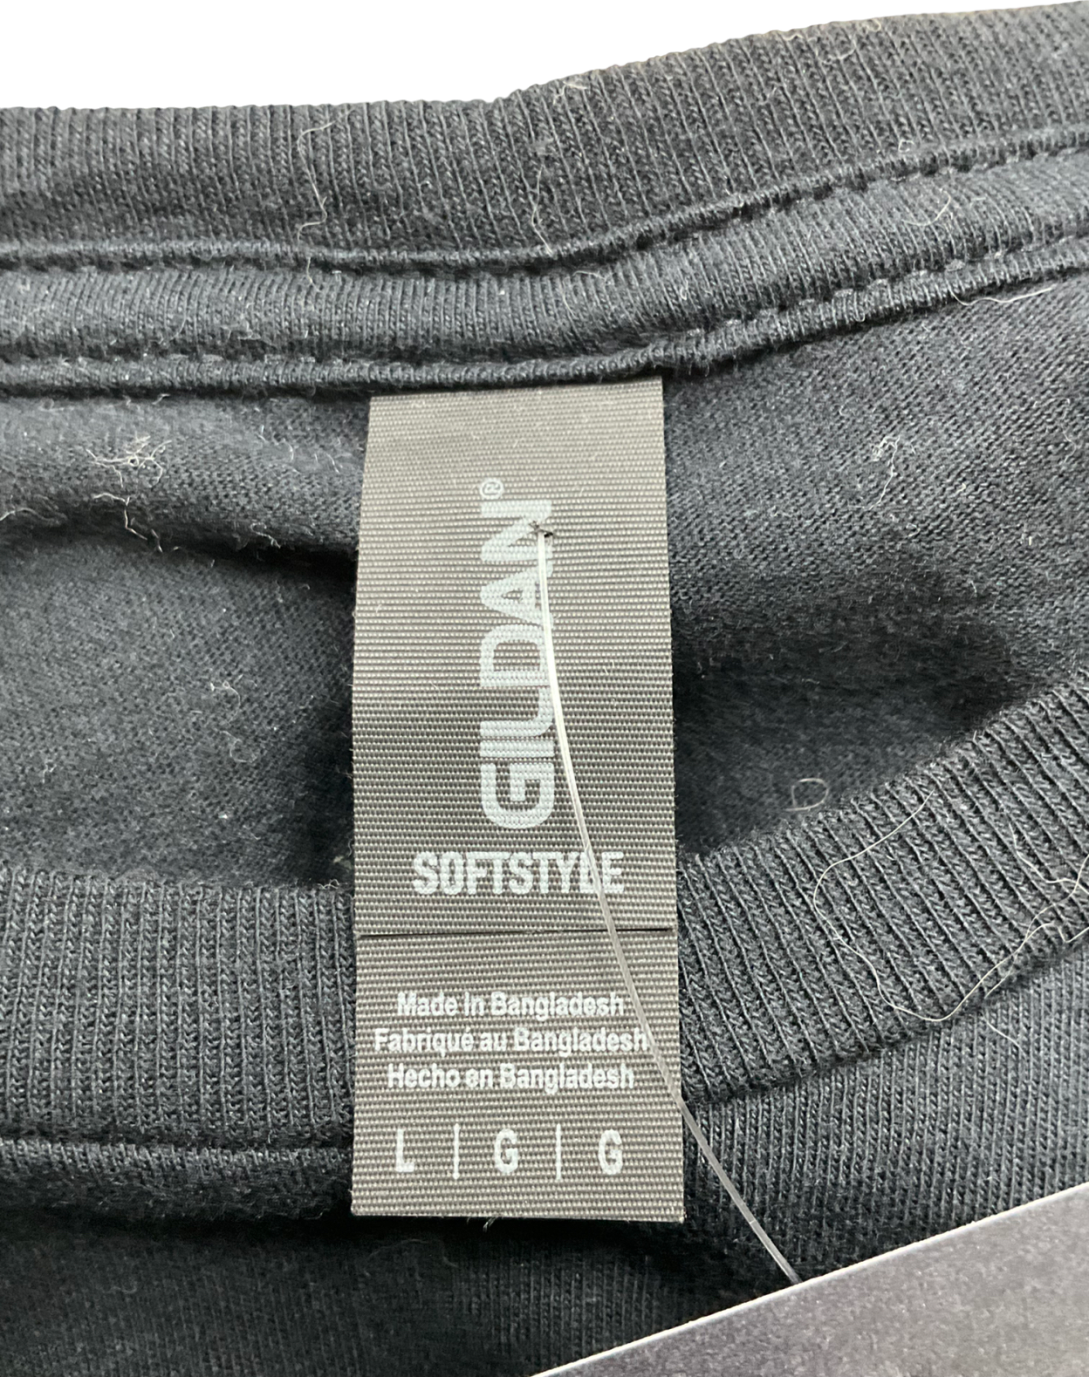 GILDAN®
SOFTSTYLE
Made In Bangladesh
Fabriqué au Bangladesh
Hecho en Bangladesh
L | G | G